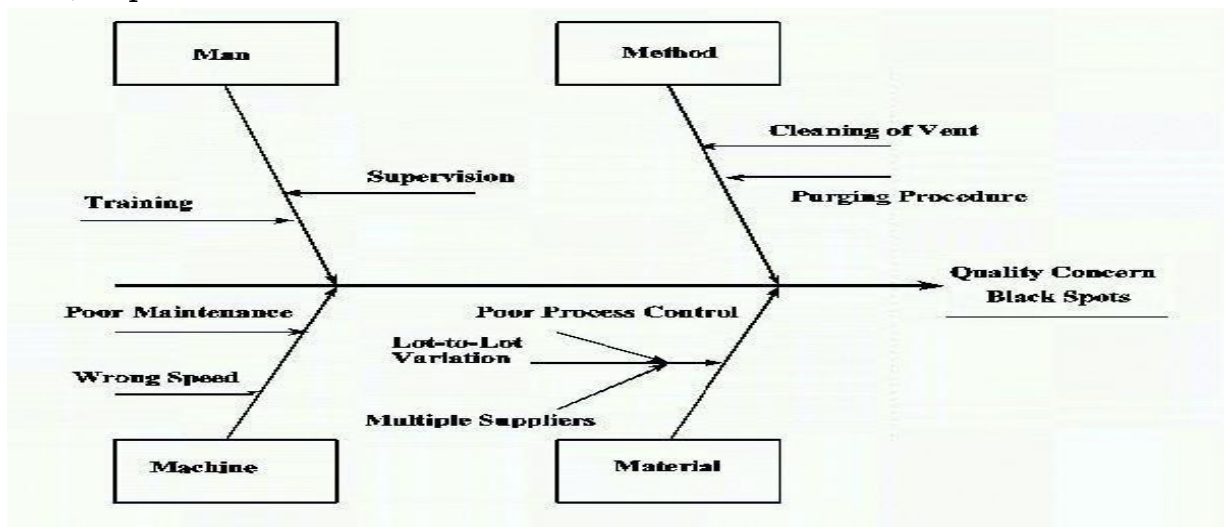 Man
Method
Cleaning of Vent
Supervision
Training
Purging Procedure
Quality Concern
Black Spots
Poor Maintenance
Poor Process Control
Lot-to-Lot
Variation
Wrong Speed
Multiple Suppliers
Machine
Material